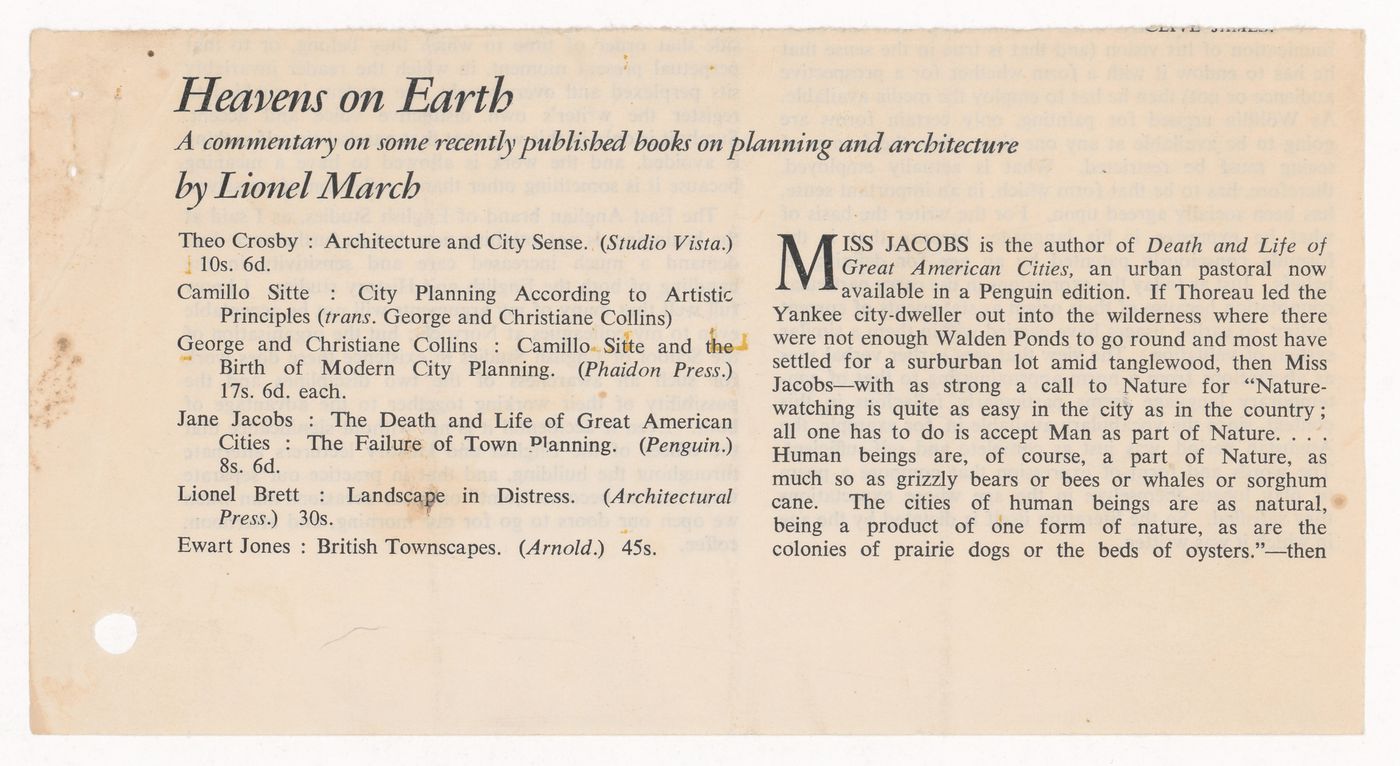 CLIVE JAMES.
Heavens on Earth
A commentary on some recently published books on planning and architecture
by Lionel March
Theo Crosby : Architecture and City Sense. (Studio Vista.)
10s. 6d.
Camillo Sitte : City Planning According to Artistic
Principles (trans. George and Christiane Collins)
George and Christiane Collins : Camillo Sitte and the
Birth of Modern City Planning. (Phaidon Press.)
17s. 6d. each.
Jane Jacobs : The Death and Life of Great American
Cities : The Failure of Town Planning. (Penguin.)
8s. 6d.
Lionel Brett : Landscape in Distress. (Architectural
Press.) 30s.
Ewart Jones : British Townscapes. (Arnold.) 45s.
MISS JACOBS is the author of Death and Life of
Great American Cities, an urban pastoral now
available in a Penguin edition. If Thoreau led the
Yankee city-dweller out into the wilderness where there
were not enough Walden Ponds to go round and most have
settled for a surburban lot amid tanglewood, then Miss
Jacobs—with as strong a call to Nature for “Nature-
watching is quite as easy in the city as in the country ;
all one has to do is accept Man as part of Nature. . . .
Human beings are, of course, a part of Nature, as
much so as grizzly bears or bees or whales or sorghum
cane. The cities of human beings are as natural,
being a product of one form of nature, as are the
colonies of prairie dogs or the beds of oysters.”—then